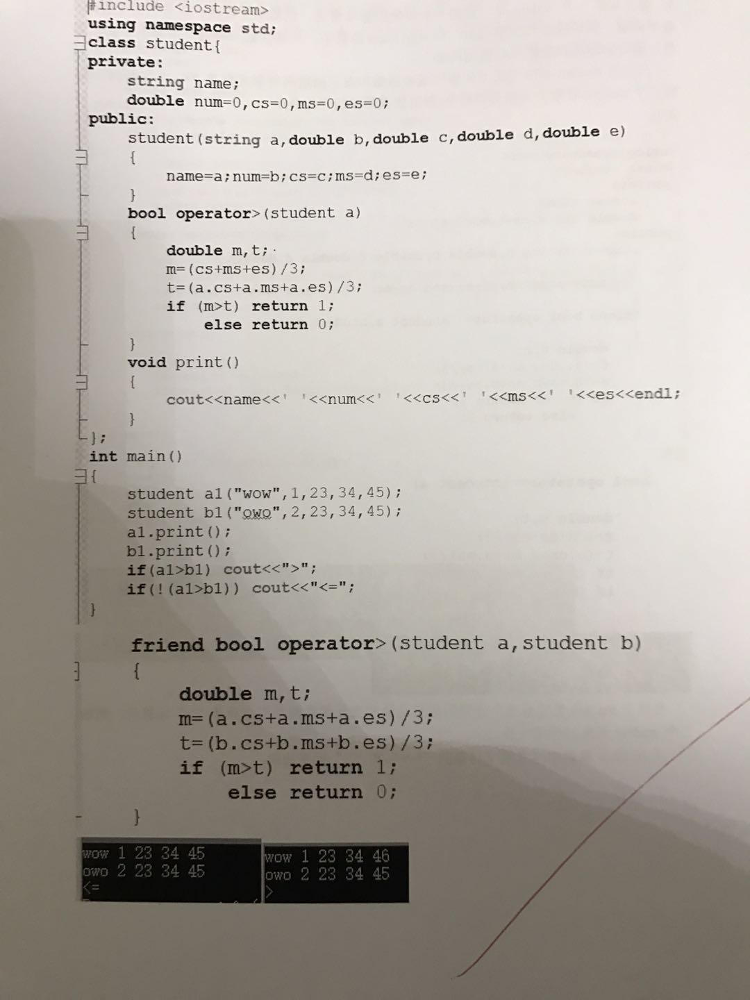 #include <iostream>
using namespace std;
class student{
private:
string name;
double num=0,cs=0,ms=0,es=0;
public:
student(string a,double b,double c,double d,double e)
{
name=a;num=b;cs=c;ms=d;es=e;
}
bool operator>(student a)
{
double m,t;
m=(cs+ms+es)/3;
t=(a.cs+a.ms+a.es)/3;
if (m>t) return 1;
else return 0;
}
void print()
{
cout<<name<<' '<<num<<' '<<cs<<' '<<ms<<' '<<es<<endl;
}
};
int main()
{
student a1("wow",1,23,34,45);
student b1("owo",2,23,34,45);
a1.print();
b1.print();
if(a1>b1) cout<<">";
if(!(a1>b1)) cout<<"<=";
}
friend bool operator>(student a,student b)
{
double m,t;
m=(a.cs+a.ms+a.es)/3;
t=(b.cs+b.ms+b.es)/3;
if (m>t) return 1;
else return 0;
}
wow 1 23 34 45
owo 2 23 34 45
<=
wow 1 23 34 46
owo 2 23 34 45
>